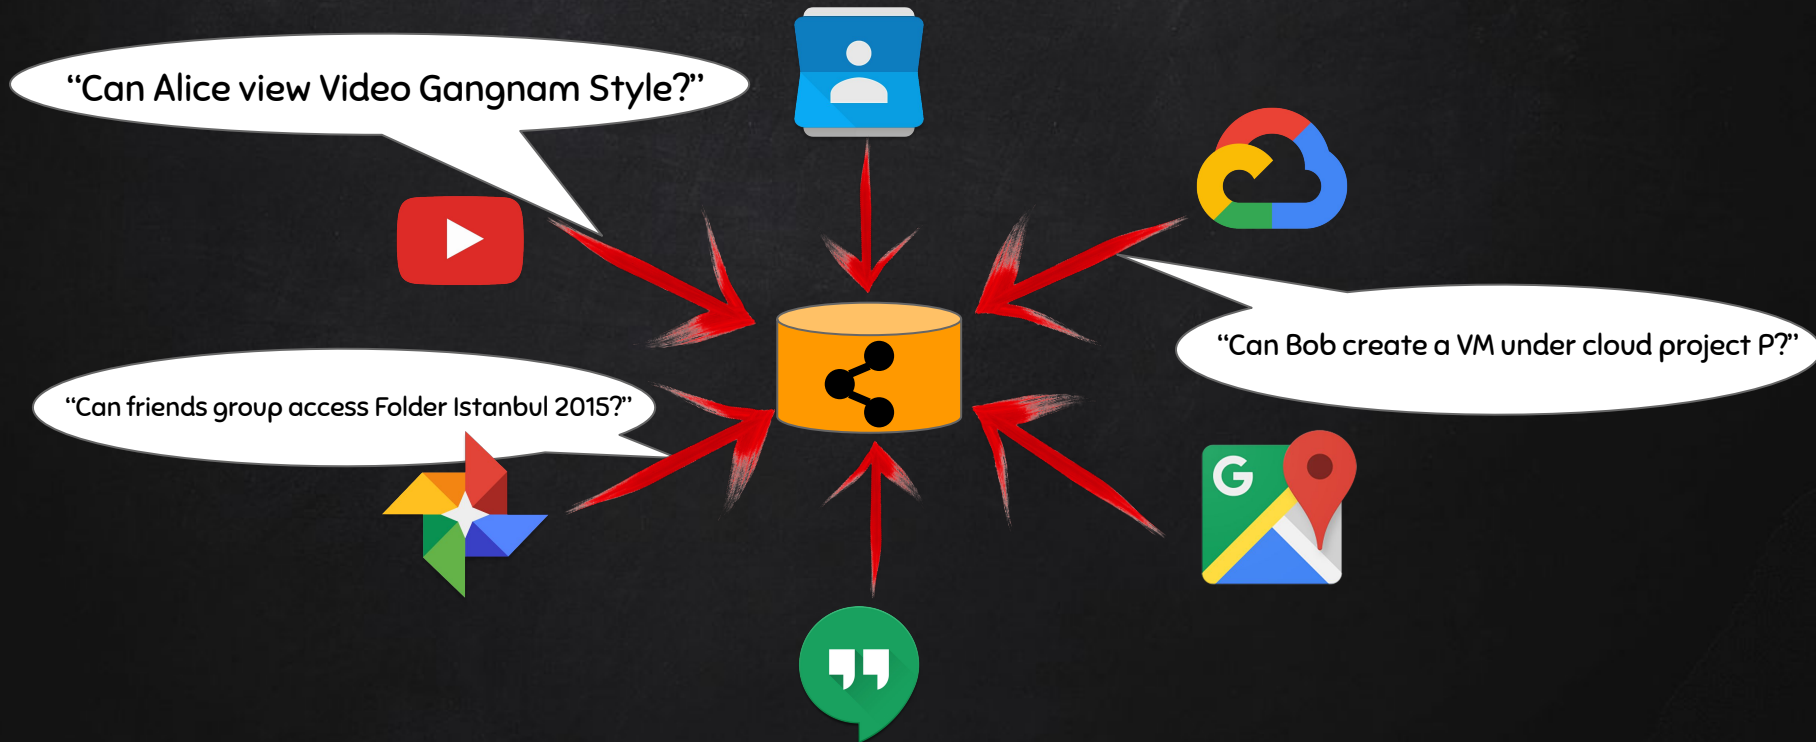 “Can Alice view Video Gangnam Style?”
“Can Bob create a VM under cloud project P?”
“Can friends group access Folder Istanbul 2015?”
G